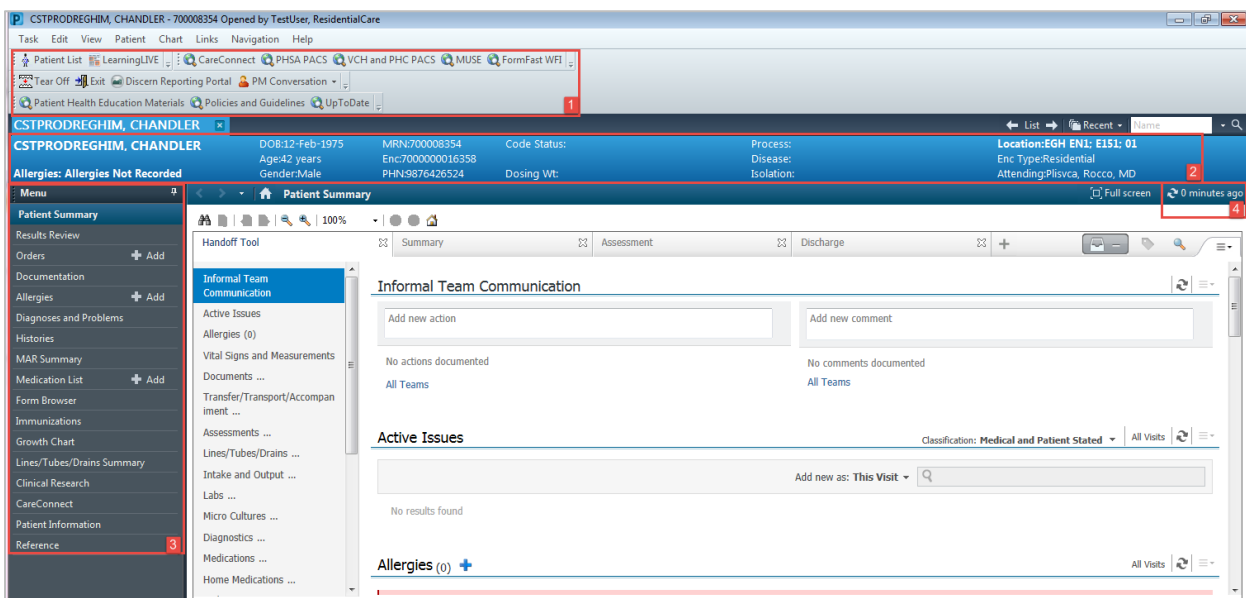 P CSTPRODREGHIM, CHANDLER - 700008354 Opened by TestUser, ResidentialCare
Task Edit View Patient Chart Links Navigation Help
Patient List LearningLIVE CareConnect PHSA PACS VCH and PHC PACS MUSE FormFast WFI
Tear Off Exit Discern Reporting Portal PM Conversation
Patient Health Education Materials Policies and Guidelines UpToDate
1
CSTPRODREGHIM, CHANDLER List Recent Name
CSTPRODREGHIM, CHANDLER DOB:12-Feb-1975 MRN:700008354 Code Status: Process: Location:EGH EN1; E151; 01
Age:42 years Enc:7000000016358 Disease: Enc Type:Residential
Allergies: Allergies Not Recorded Gender:Male PHN:9876426524 Dosing Wt: Isolation: Attending:Plisvca, Rocco, MD
2
Menu Patient Summary Full screen 0 minutes ago
4
Patient Summary
Results Review
Orders Add
Documentation
Allergies Add
Diagnoses and Problems
Histories
MAR Summary
Medication List Add
Form Browser
Immunizations
Growth Chart
Lines/Tubes/Drains Summary
Clinical Research
CareConnect
Patient Information
Reference
3
100%
Handoff Tool Summary Assessment Discharge
Informal Team
Communication
Active Issues
Allergies (0)
Vital Signs and Measurements
Documents ...
Transfer/Transport/Accompan
iment ...
Assessments ...
Lines/Tubes/Drains ...
Intake and Output ...
Labs ...
Micro Cultures ...
Diagnostics ...
Medications ...
Home Medications ...
Informal Team Communication
Add new action Add new comment
No actions documented No comments documented
All Teams All Teams
Active Issues Classification: Medical and Patient Stated All Visits
Add new as: This Visit
No results found
Allergies (0) All Visits